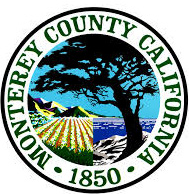 MONTEREY COUNTY CALIFORNIA
• 1850 •